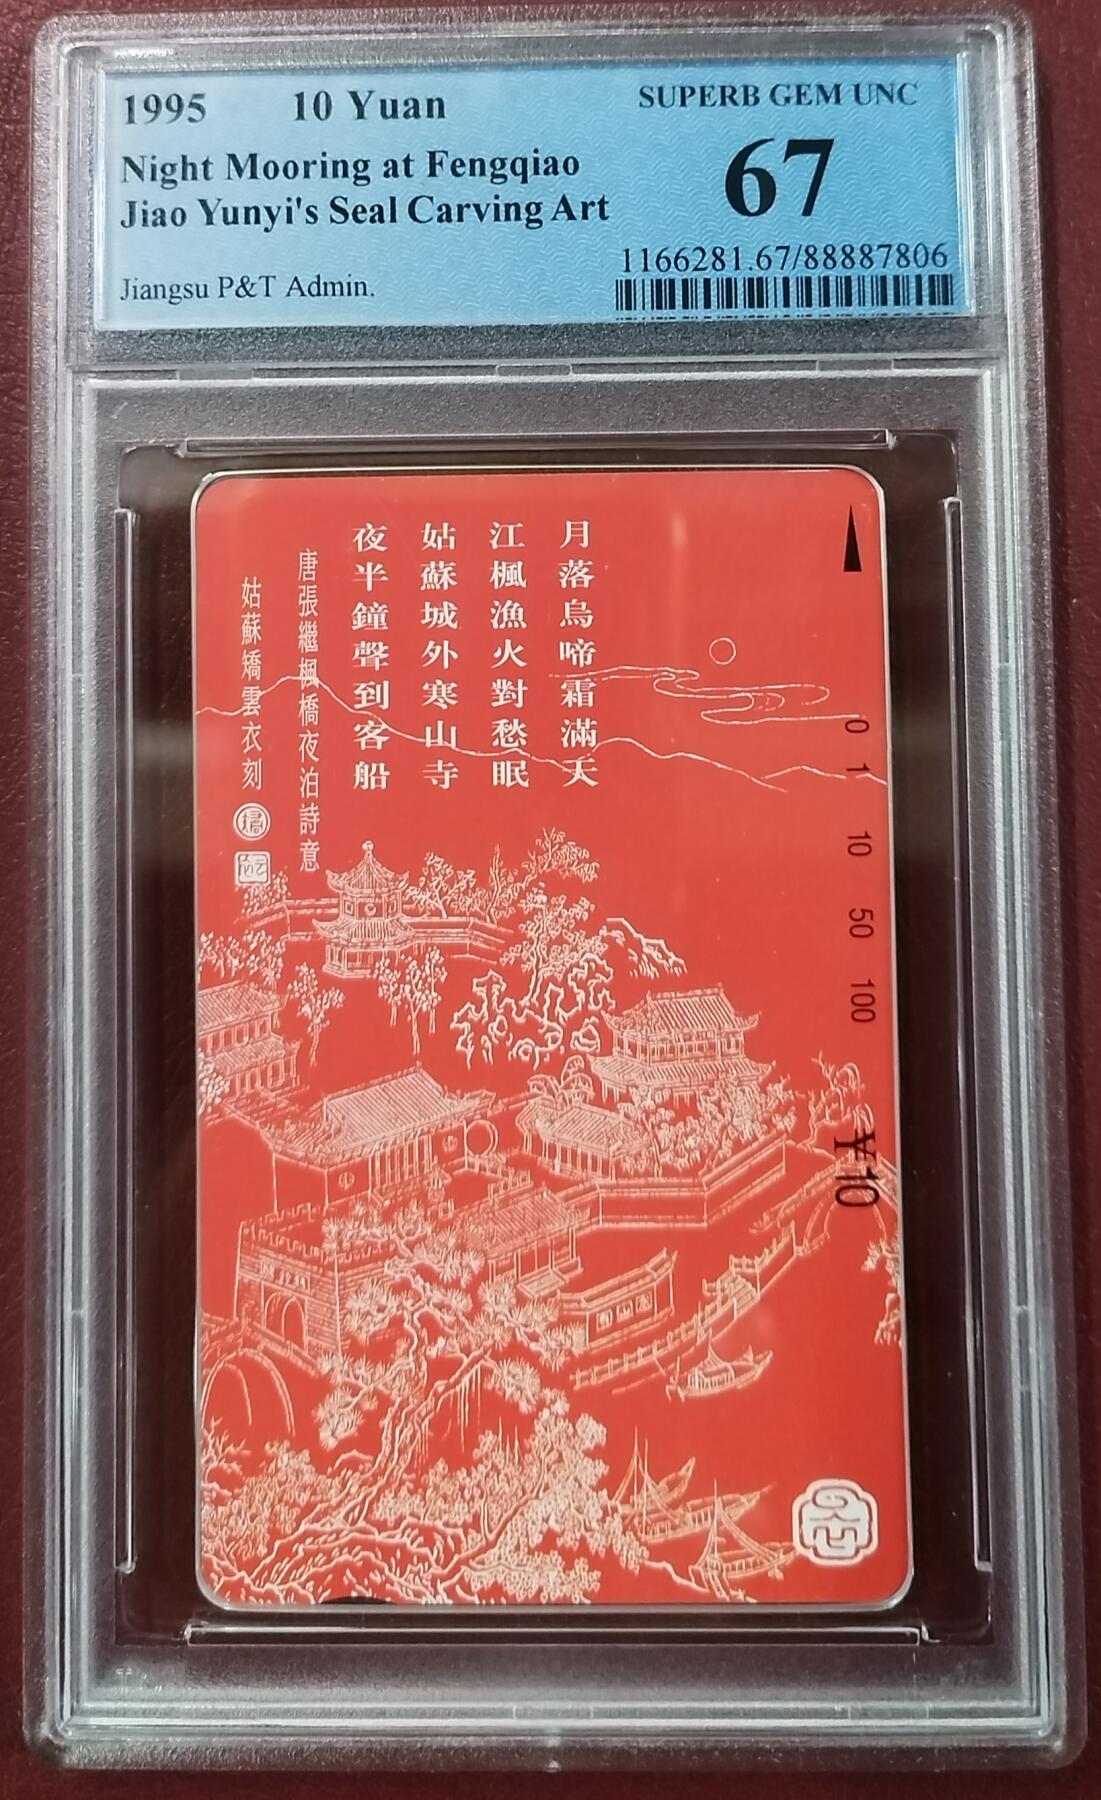 1995 10 Yuan
SUPERB GEM UNC
Night Mooring at Fengqiao
67
Jiao Yunyi's Seal Carving Art
1166281.67/88887806
Jiangsu P&T Admin.
月落烏啼霜滿天
江楓漁火對愁眠
姑蘇城外寒山寺
夜半鐘聲到客船
唐張繼楓橋夜泊詩意
姑蘇矯雲衣刻
0
1
10
50
100
¥10